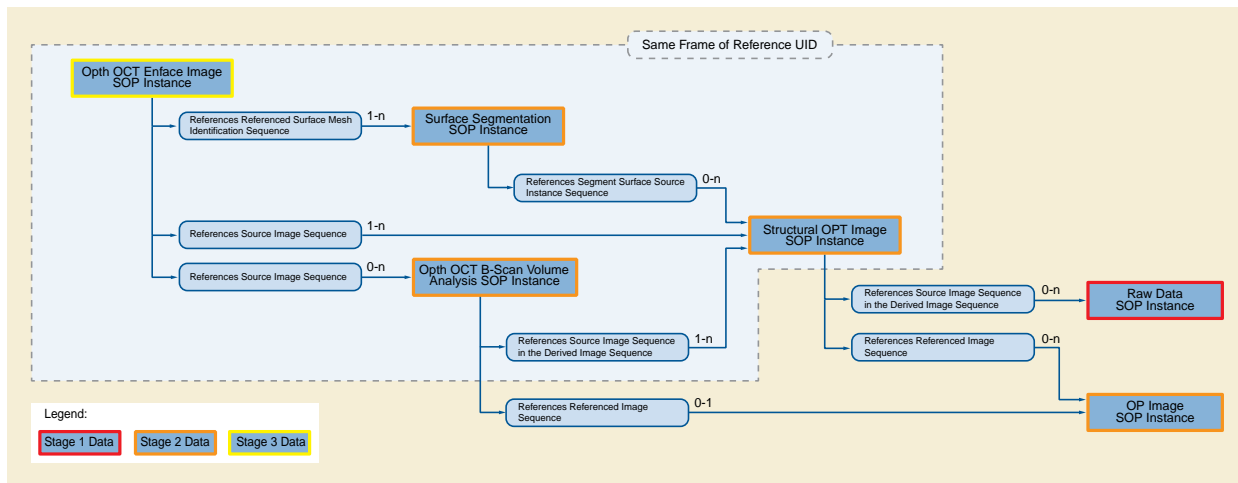 Same Frame of Reference UID
Opth OCT Enface Image
SOP Instance
References Referenced Surface Mesh
Identification Sequence
1-n
Surface Segmentation
SOP Instance
References Segment Surface Source
Instance Sequence
0-n
References Source Image Sequence
1-n
Structural OPT Image
SOP Instance
References Source Image Sequence
0-n
Opth OCT B-Scan Volume
Analysis SOP Instance
References Source Image Sequence
in the Derived Image Sequence
0-n
Raw Data
SOP Instance
References Source Image Sequence
in the Derived Image Sequence
1-n
References Referenced Image
Sequence
0-n
References Referenced Image
Sequence
0-1
OP Image
SOP Instance
Legend:
Stage 1 Data
Stage 2 Data
Stage 3 Data